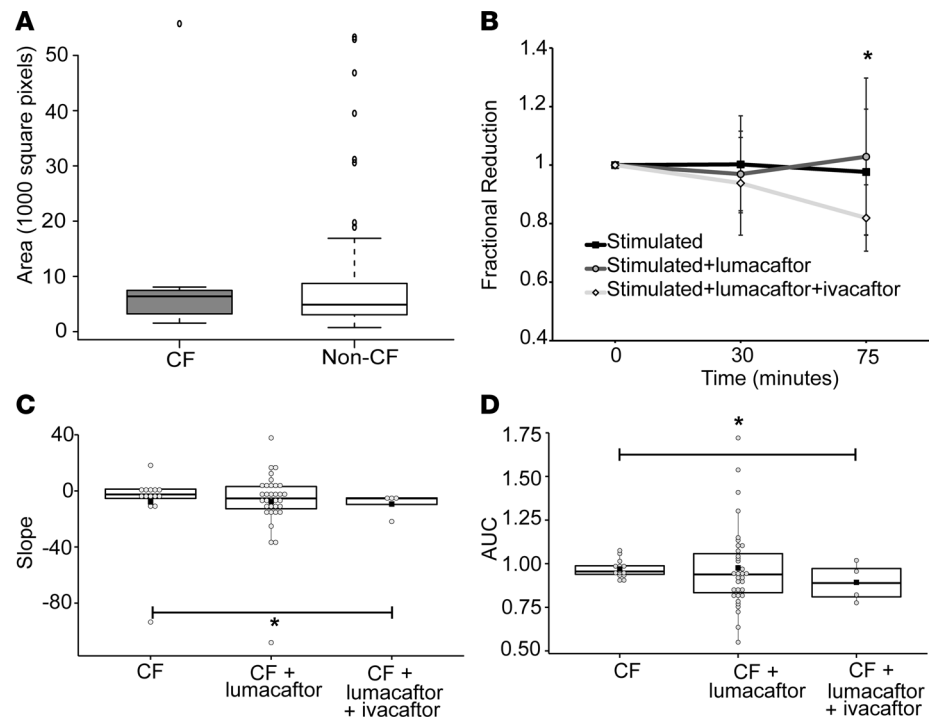 A
Area (1000 square pixels)
50
40
30
20
10
0
CF
Non-CF
B
Fractional Reduction
1.4
1.2
1
0.8
0.6
0.4
*
Stimulated
Stimulated+lumacaftor
Stimulated+lumacaftor+ivacaftor
0
30
75
Time (minutes)
C
Slope
40
0
-40
-80
*
CF
CF +
lumacaftor
CF +
lumacaftor
+ ivacaftor
D
AUC
1.75
1.50
1.25
1.00
0.75
0.50
*
CF
CF +
lumacaftor
CF +
lumacaftor
+ ivacaftor